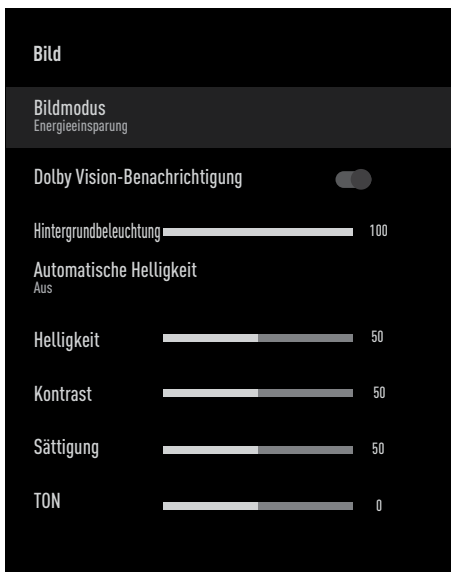 Bild
Bildmodus
Energieeinsparung
Dolby Vision-Benachrichtigung
Hintergrundbeleuchtung 100
Automatische Helligkeit
Aus
Helligkeit 50
Kontrast 50
Sättigung 50
TON 0